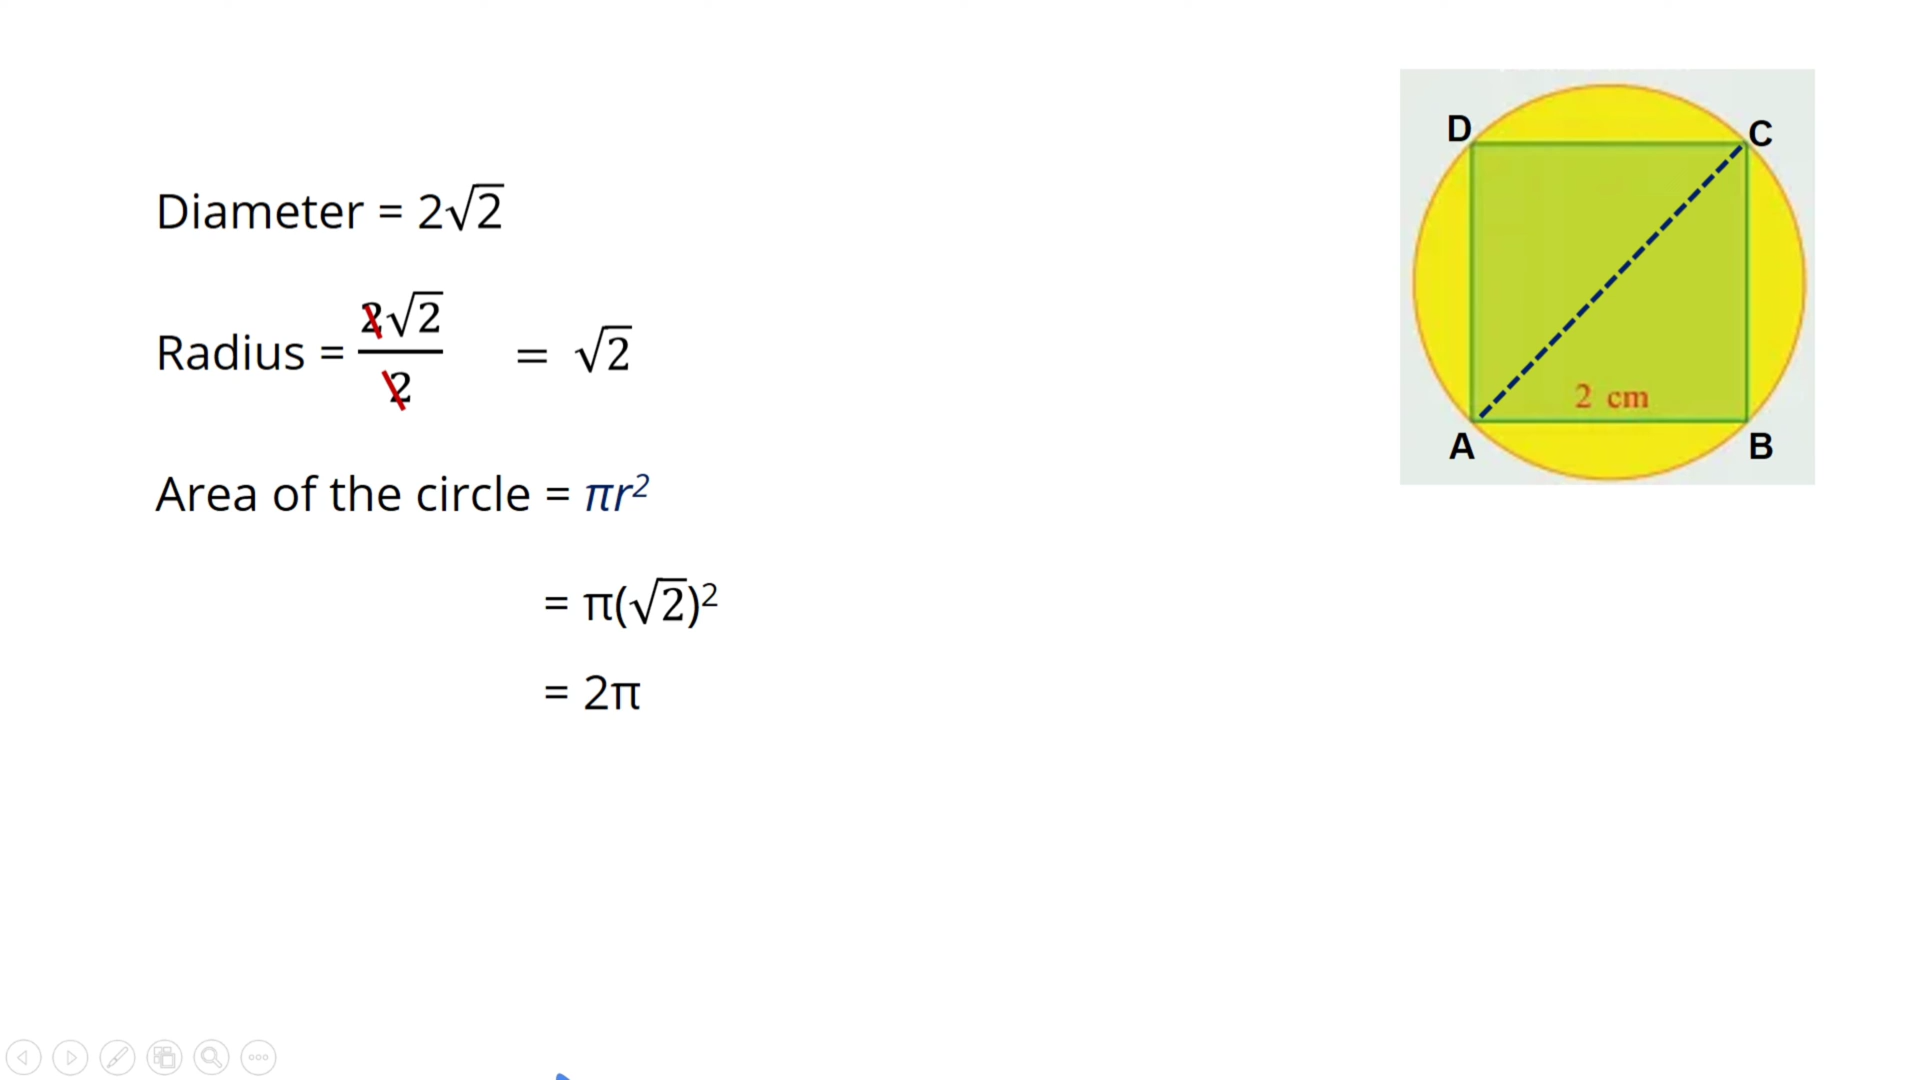 Diameter = 2√2
Radius = 2√2/2 = √2
Area of the circle = πr²
= π(√2)²
= 2π
D C
2 cm
A B